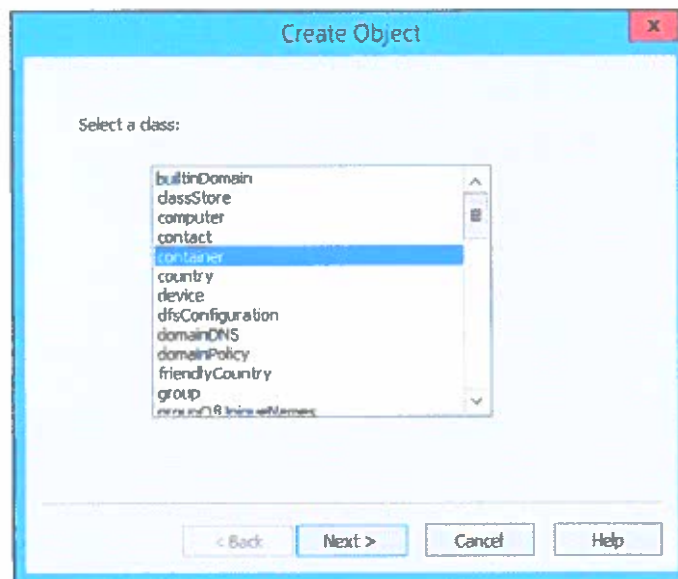 Create Object
x
Select a class:
builtinDomain
classStore
computer
contact
container
country
device
dfsConfiguration
domainDNS
domainPolicy
friendlyCountry
group
groupOfUniqueNames
< Back
Next >
Cancel
Help